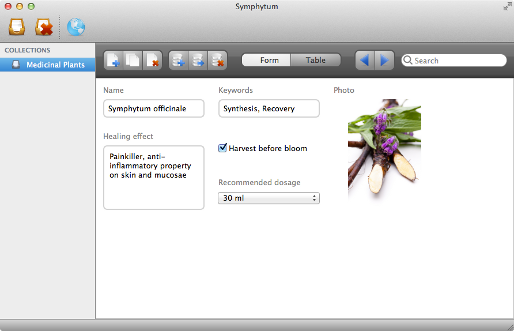 Symphytum
COLLECTIONS
Medicinal Plants
Form
Table
Search
Name
Keywords
Photo
Symphytum officinale
Synthesis, Recovery
Healing effect
Painkiller, anti-
inflammatory property
on skin and mucosae
Harvest before bloom
Recommended dosage
30 ml